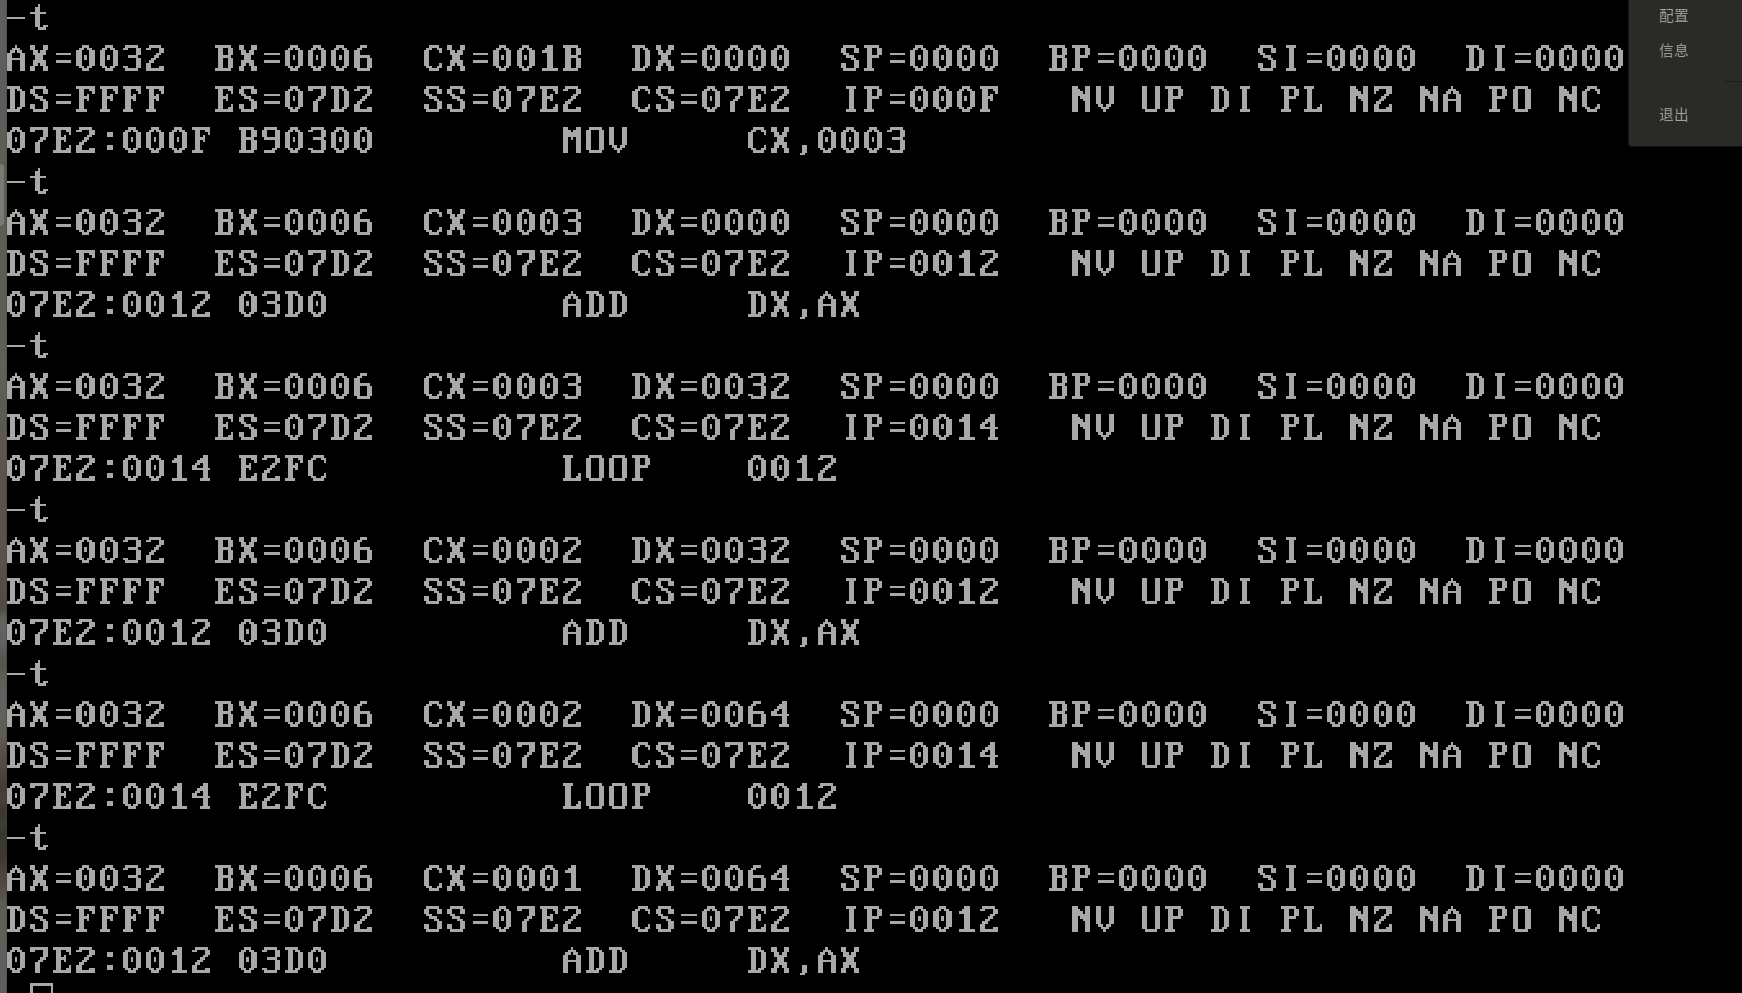 -t
AX=0032  BX=0006  CX=001B  DX=0000  SP=0000  BP=0000  SI=0000  DI=0000
DS=FFFF  ES=07D2  SS=07E2  CS=07E2  IP=000F   NV UP DI PL NZ NA PO NC
07E2:000F B90300        MOV     CX,0003
-t
AX=0032  BX=0006  CX=0003  DX=0000  SP=0000  BP=0000  SI=0000  DI=0000
DS=FFFF  ES=07D2  SS=07E2  CS=07E2  IP=0012   NV UP DI PL NZ NA PO NC
07E2:0012 03D0          ADD     DX,AX
-t
AX=0032  BX=0006  CX=0003  DX=0032  SP=0000  BP=0000  SI=0000  DI=0000
DS=FFFF  ES=07D2  SS=07E2  CS=07E2  IP=0014   NV UP DI PL NZ NA PO NC
07E2:0014 E2FC          LOOP    0012
-t
AX=0032  BX=0006  CX=0002  DX=0032  SP=0000  BP=0000  SI=0000  DI=0000
DS=FFFF  ES=07D2  SS=07E2  CS=07E2  IP=0012   NV UP DI PL NZ NA PO NC
07E2:0012 03D0          ADD     DX,AX
-t
AX=0032  BX=0006  CX=0002  DX=0064  SP=0000  BP=0000  SI=0000  DI=0000
DS=FFFF  ES=07D2  SS=07E2  CS=07E2  IP=0014   NV UP DI PL NZ NA PO NC
07E2:0014 E2FC          LOOP    0012
-t
AX=0032  BX=0006  CX=0001  DX=0064  SP=0000  BP=0000  SI=0000  DI=0000
DS=FFFF  ES=07D2  SS=07E2  CS=07E2  IP=0012   NV UP DI PL NZ NA PO NC
07E2:0012 03D0          ADD     DX,AX
配置
信息
退出